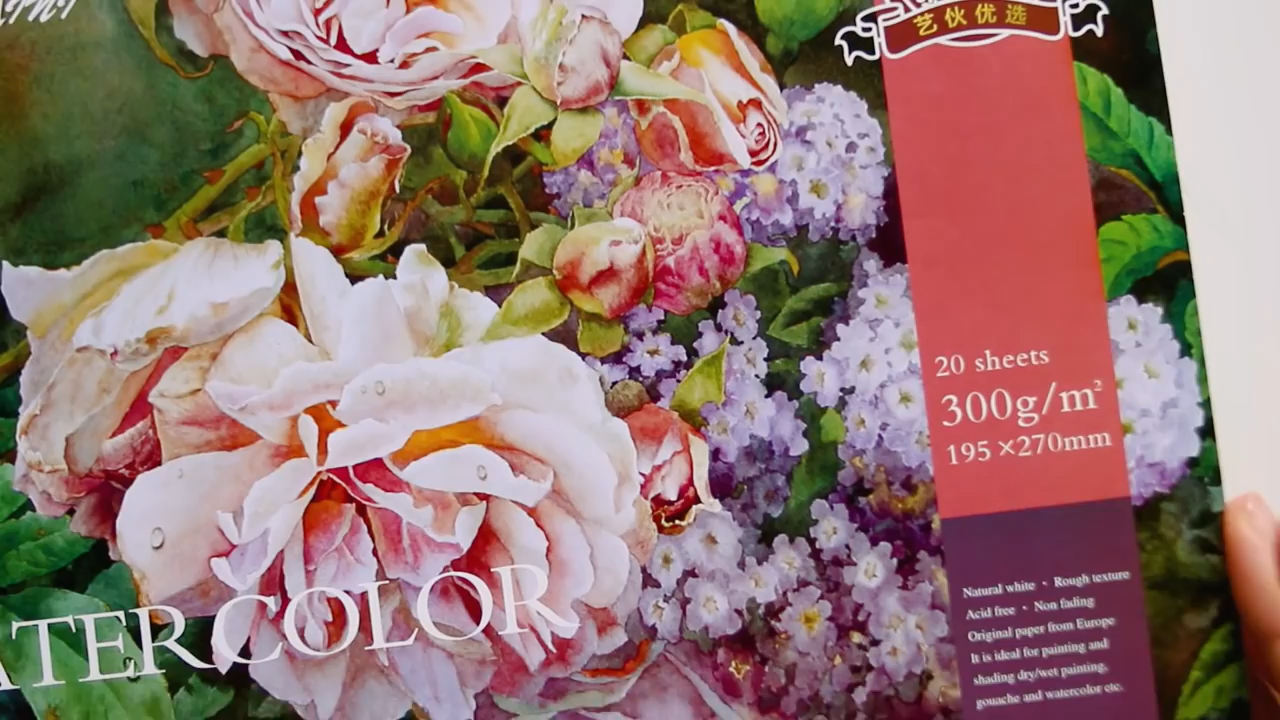 艺伙优选
20 sheets
300g/m²
195 ×270mm
ATERCOLOR
Natural white · Rough texture
Acid free · Non fading
Original paper from Europe
It is ideal for painting and
shading dry/wet painting,
gouache and watercolor etc.